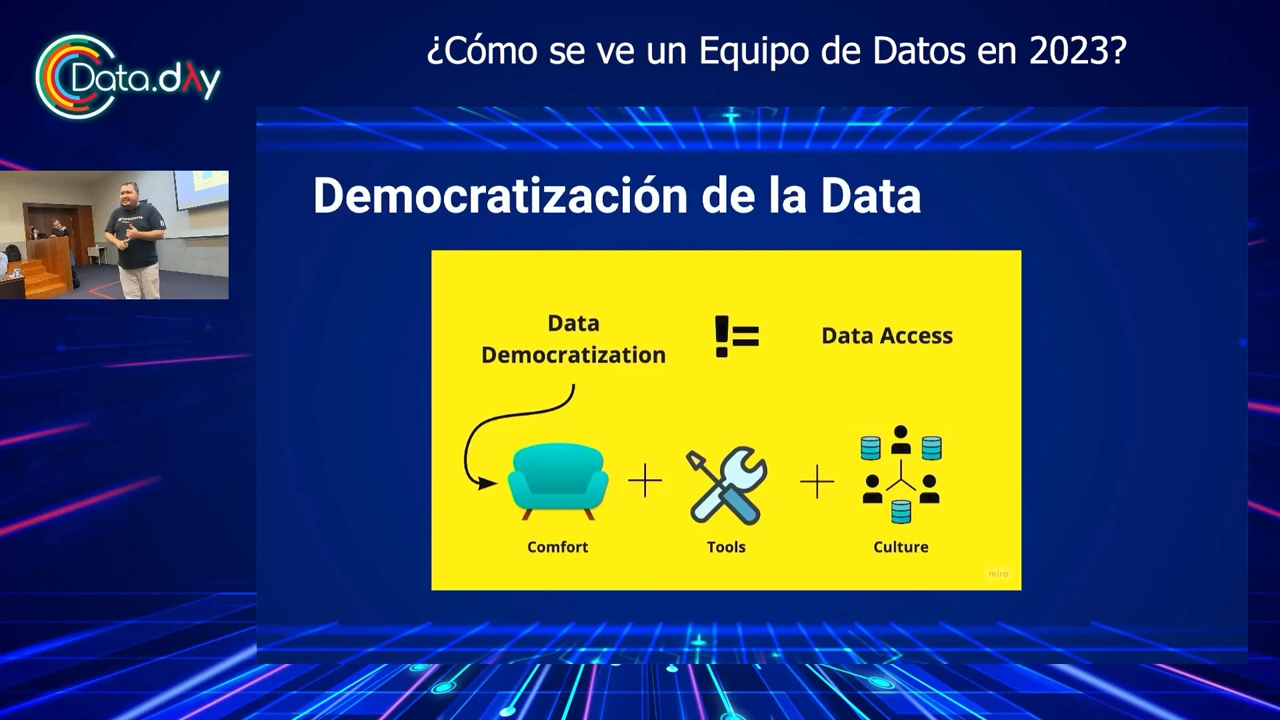 ¿Cómo se ve un Equipo de Datos en 2023?
Data.dλy
Democratización de la Data
Data
Democratization
!=
Data Access
+
+
Comfort
Tools
Culture
miro